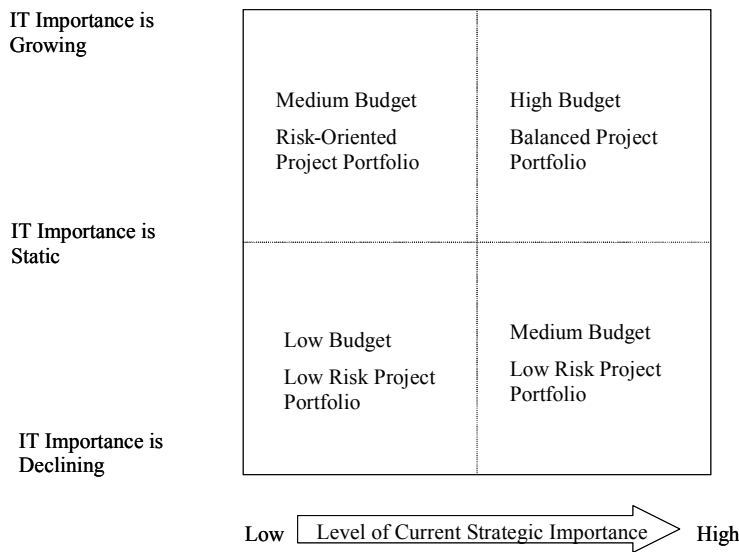 IT Importance is
Growing
Medium Budget
Risk-Oriented
Project Portfolio
High Budget
Balanced Project
Portfolio
IT Importance is
Static
Low Budget
Low Risk Project
Portfolio
Medium Budget
Low Risk Project
Portfolio
IT Importance is
Declining
Low
Level of Current Strategic Importance
High